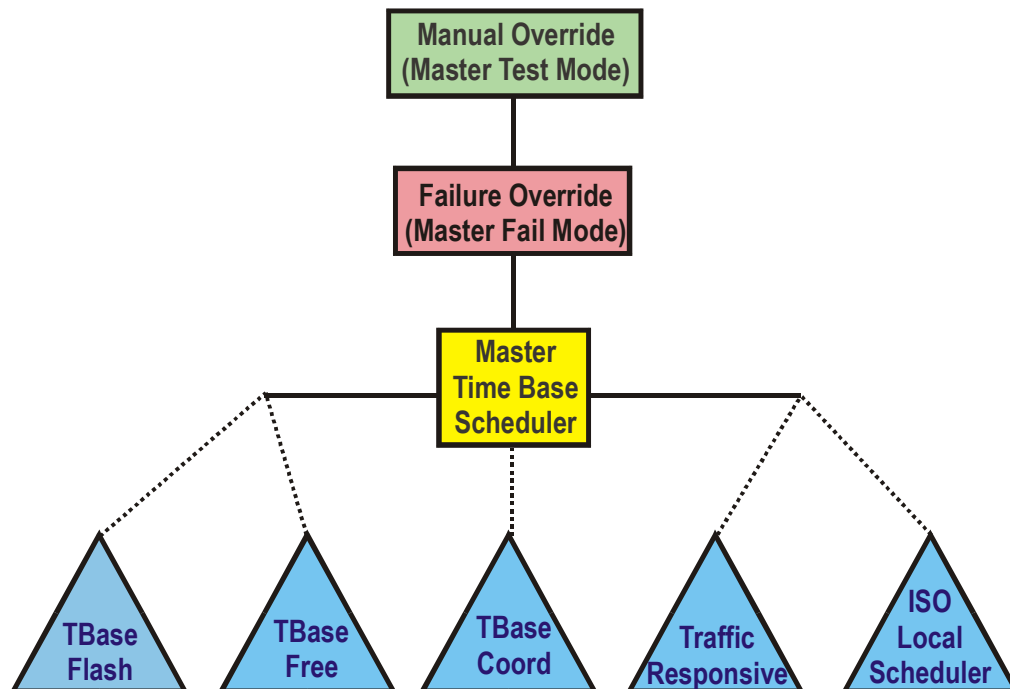 Manual Override
(Master Test Mode)
Failure Override
(Master Fail Mode)
Master
Time Base
Scheduler
TBase
Flash
TBase
Free
TBase
Coord
Traffic
Responsive
ISO
Local
Scheduler